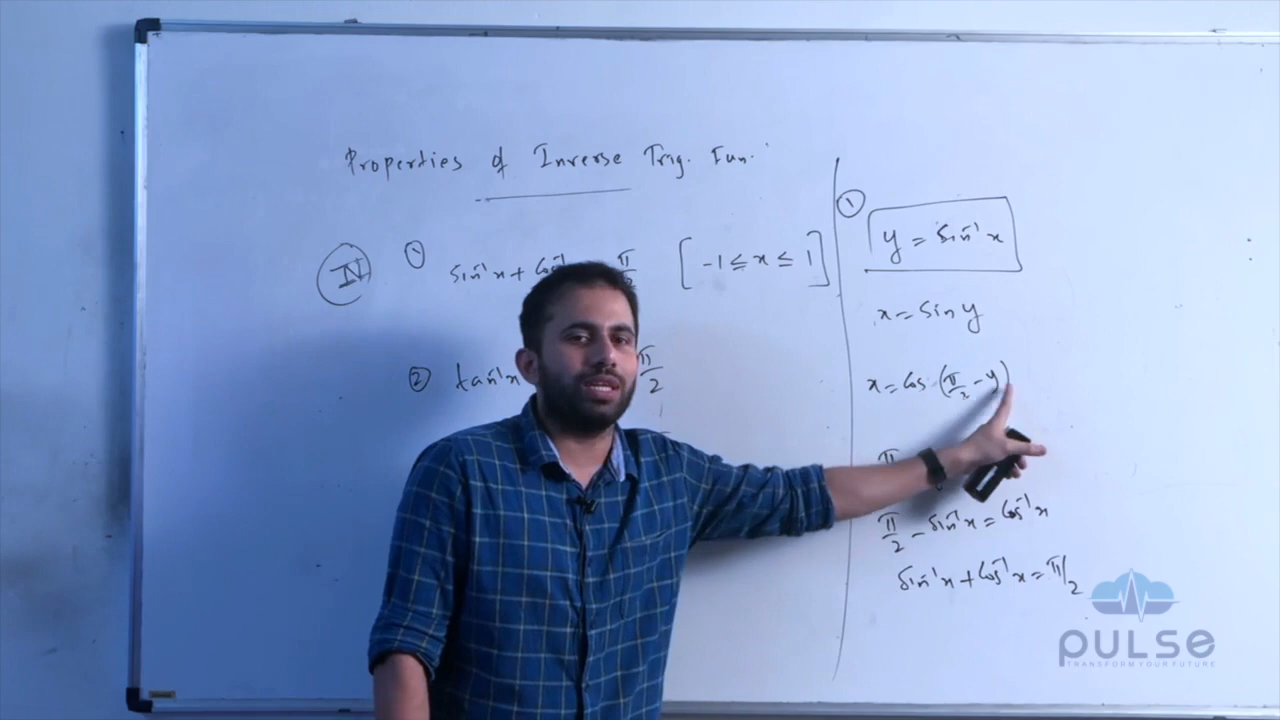 Properties of Inverse Trig. Fun.
IV ① sin⁻¹x + cos⁻¹ π/2 [-1 ≤ x ≤ 1]
② tan⁻¹x π/2
①
y = sin⁻¹x
x = sin y
x = cos (π/2 - y)
π
π/2 - sin⁻¹x = cos⁻¹x
sin⁻¹x + cos⁻¹x = π/2
PULSE
TRANSFORM YOUR FUTURE